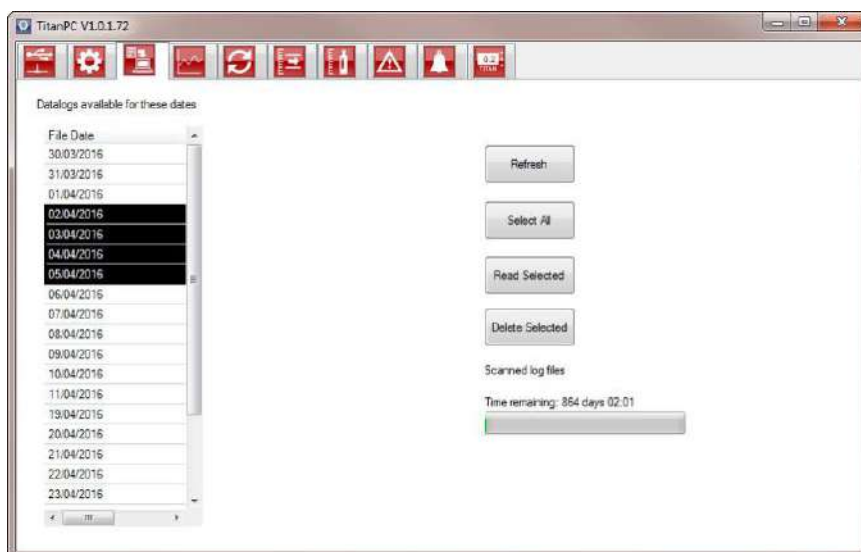 TitanPC V1.0.1.72
0.2
TITAN
Datalogs available for these dates
File Date
30/03/2016
31/03/2016
01/04/2016
02/04/2016
03/04/2016
04/04/2016
05/04/2016
06/04/2016
07/04/2016
08/04/2016
09/04/2016
10/04/2016
11/04/2016
19/04/2016
20/04/2016
21/04/2016
22/04/2016
23/04/2016
Refresh
Select All
Read Selected
Delete Selected
Scanned log files
Time remaining: 864 days 02:01